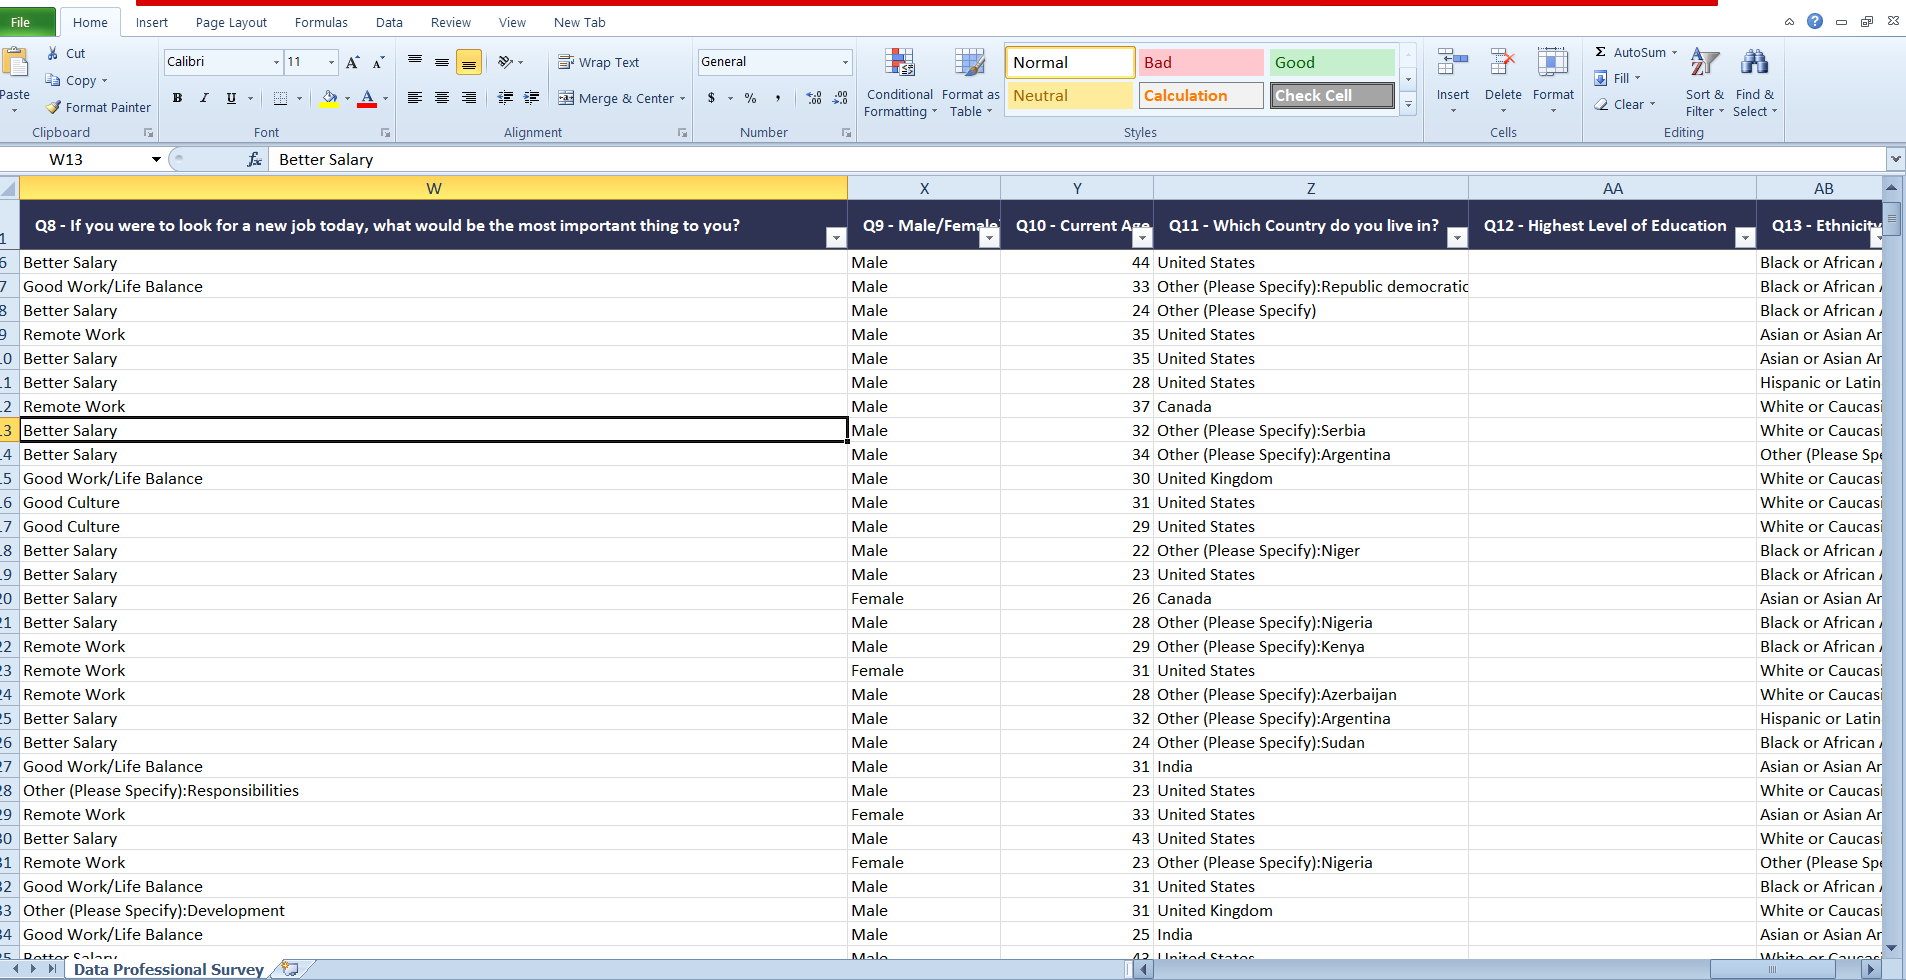 File Home Insert Page Layout Formulas Data Review View New Tab
Cut
Copy
Format Painter
Paste
Clipboard
Calibri 11
B I U
Font
Wrap Text
Merge & Center
Alignment
General
$ % ,
Number
Conditional Formatting
Format as Table
Normal Bad Good
Neutral Calculation Check Cell
Styles
Insert Delete Format
Cells
Σ AutoSum
Fill
Clear
Sort & Filter
Find & Select
Editing
W13 fx Better Salary
W X Y Z AA AB
1 Q8 - If you were to look for a new job today, what would be the most important thing to you? Q9 - Male/Female Q10 - Current Age Q11 - Which Country do you live in? Q12 - Highest Level of Education Q13 - Ethnicity
6 Better Salary Male 44 United States Black or African
7 Good Work/Life Balance Male 33 Other (Please Specify):Republic democratic Black or African
8 Better Salary Male 24 Other (Please Specify) Black or African
9 Remote Work Male 35 United States Asian or Asian Ar
10 Better Salary Male 35 United States Asian or Asian Ar
11 Better Salary Male 28 United States Hispanic or Latin
12 Remote Work Male 37 Canada White or Caucasi
13 Better Salary Male 32 Other (Please Specify):Serbia White or Caucasi
14 Better Salary Male 34 Other (Please Specify):Argentina Other (Please Spe
15 Good Work/Life Balance Male 30 United Kingdom White or Caucasi
16 Good Culture Male 31 United States White or Caucasi
17 Good Culture Male 29 United States White or Caucasi
18 Better Salary Male 22 Other (Please Specify):Niger Black or African
19 Better Salary Male 23 United States Black or African
20 Better Salary Female 26 Canada Asian or Asian Ar
21 Better Salary Male 28 Other (Please Specify):Nigeria Black or African
22 Remote Work Male 29 Other (Please Specify):Kenya Black or African
23 Remote Work Female 31 United States White or Caucasi
24 Remote Work Male 28 Other (Please Specify):Azerbaijan White or Caucasi
25 Better Salary Male 32 Other (Please Specify):Argentina Hispanic or Latin
26 Better Salary Male 24 Other (Please Specify):Sudan Black or African
27 Good Work/Life Balance Male 31 India Asian or Asian Ar
28 Other (Please Specify):Responsibilities Male 23 United States White or Caucasi
29 Remote Work Female 33 United States Asian or Asian Ar
30 Better Salary Male 43 United States White or Caucasi
31 Remote Work Female 23 Other (Please Specify):Nigeria Other (Please Spe
32 Good Work/Life Balance Male 31 United States Black or African
33 Other (Please Specify):Development Male 31 United Kingdom White or Caucasi
34 Good Work/Life Balance Male 25 India Asian or Asian Ar
35 Better Salary Male 43 United States White or Caucasi
Data Professional Survey